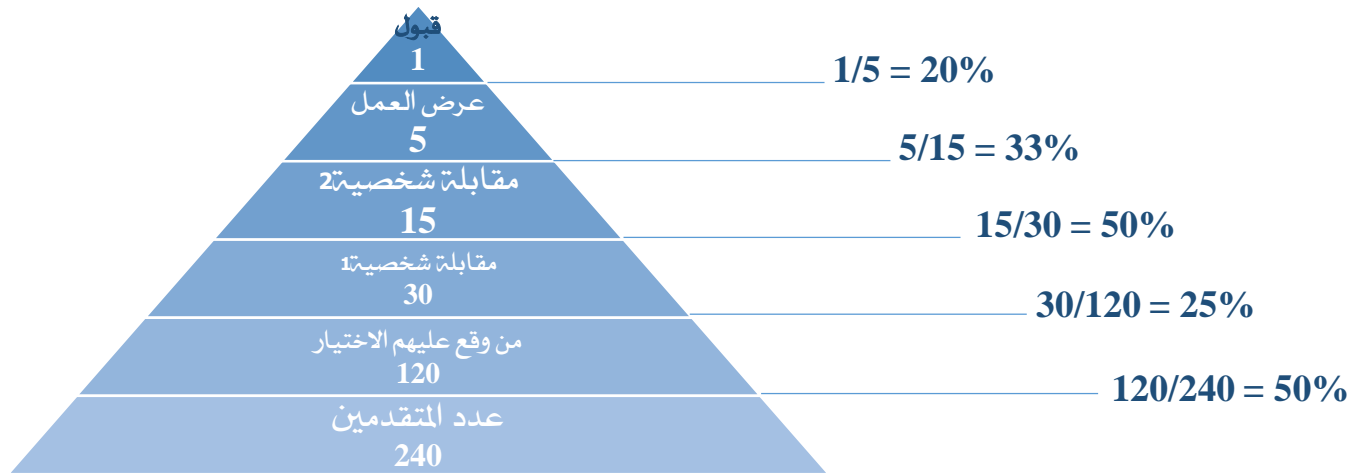 قبول
1
1/5 = 20%
عرض العمل
5
5/15 = 33%
مقابلة شخصية2
15
15/30 = 50%
مقابلة شخصية1
30
30/120 = 25%
من وقع عليهم الاختيار
120
120/240 = 50%
عدد المتقدمين
240